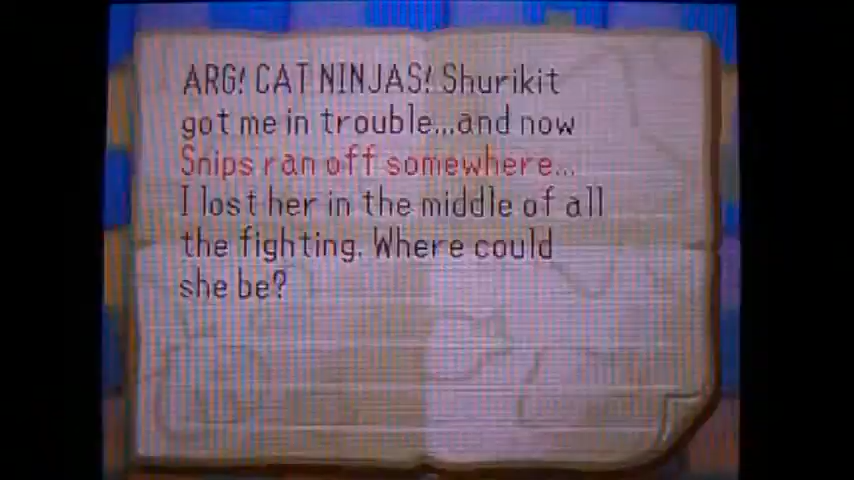 ARG! CAT NINJAS! Shurikit
got me in trouble...and now
Snips ran off somewhere...
I lost her in the middle of all
the fighting. Where could
she be?